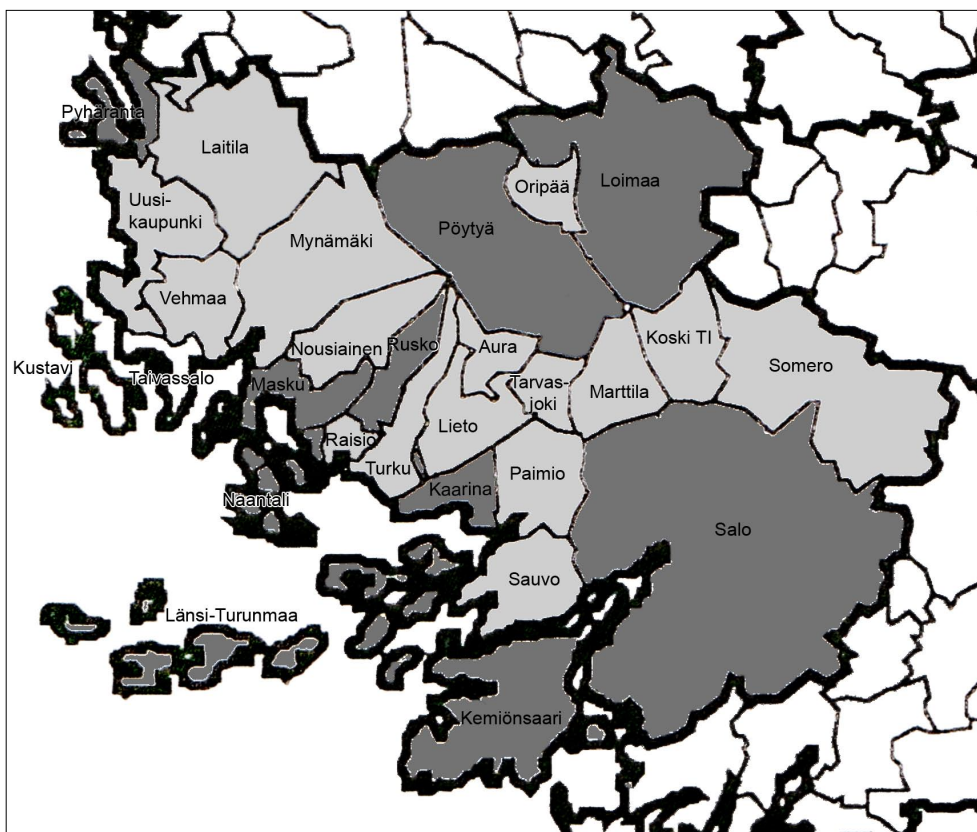 Pyhäranta
Laitila
Loimaa
Oripää
Uusi-
kaupunki
Pöytyä
Mynämäki
Vehmaa
Koski TI
Nousiainen
Rusko
Aura
Kustavi
Taivassalo
Masku
Tarvas-
joki
Marttila
Somero
Raisio
Lieto
Turku
Paimio
Kaarina
Naantali
Salo
Sauvo
Länsi-Turunmaa
Kemiönsaari